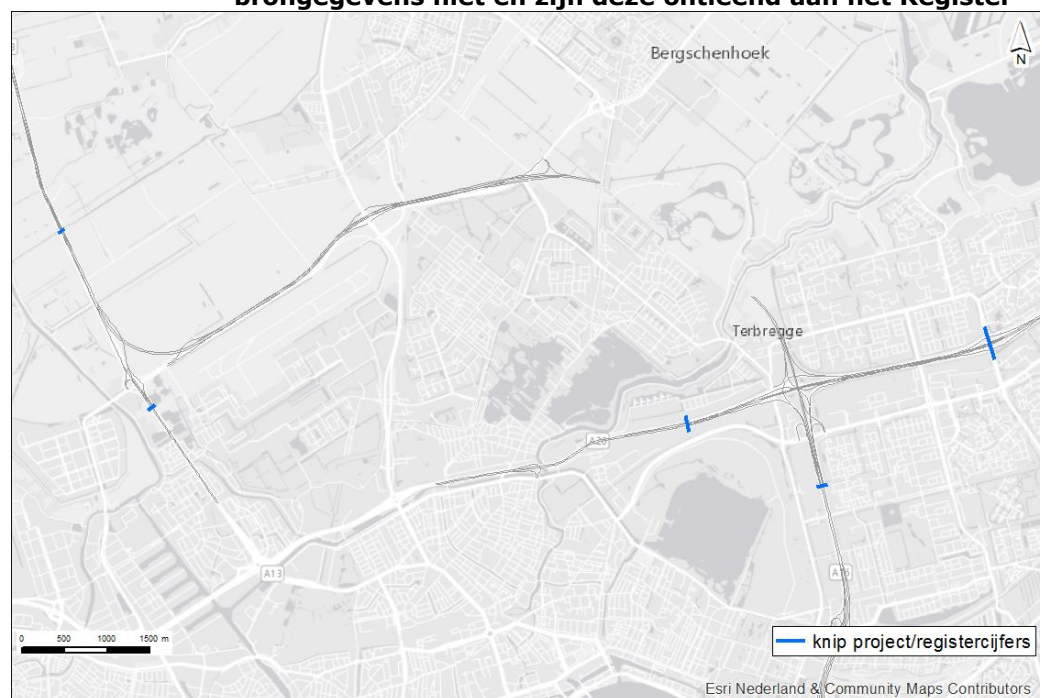 brongegevens niet en zijn deze ontleend aan het Register
Bergschenhoek
N
Terbregge
A20
A13
A16
0 500 1000 1500 m
knip project/registercijfers
Esri Nederland & Community Maps Contributors